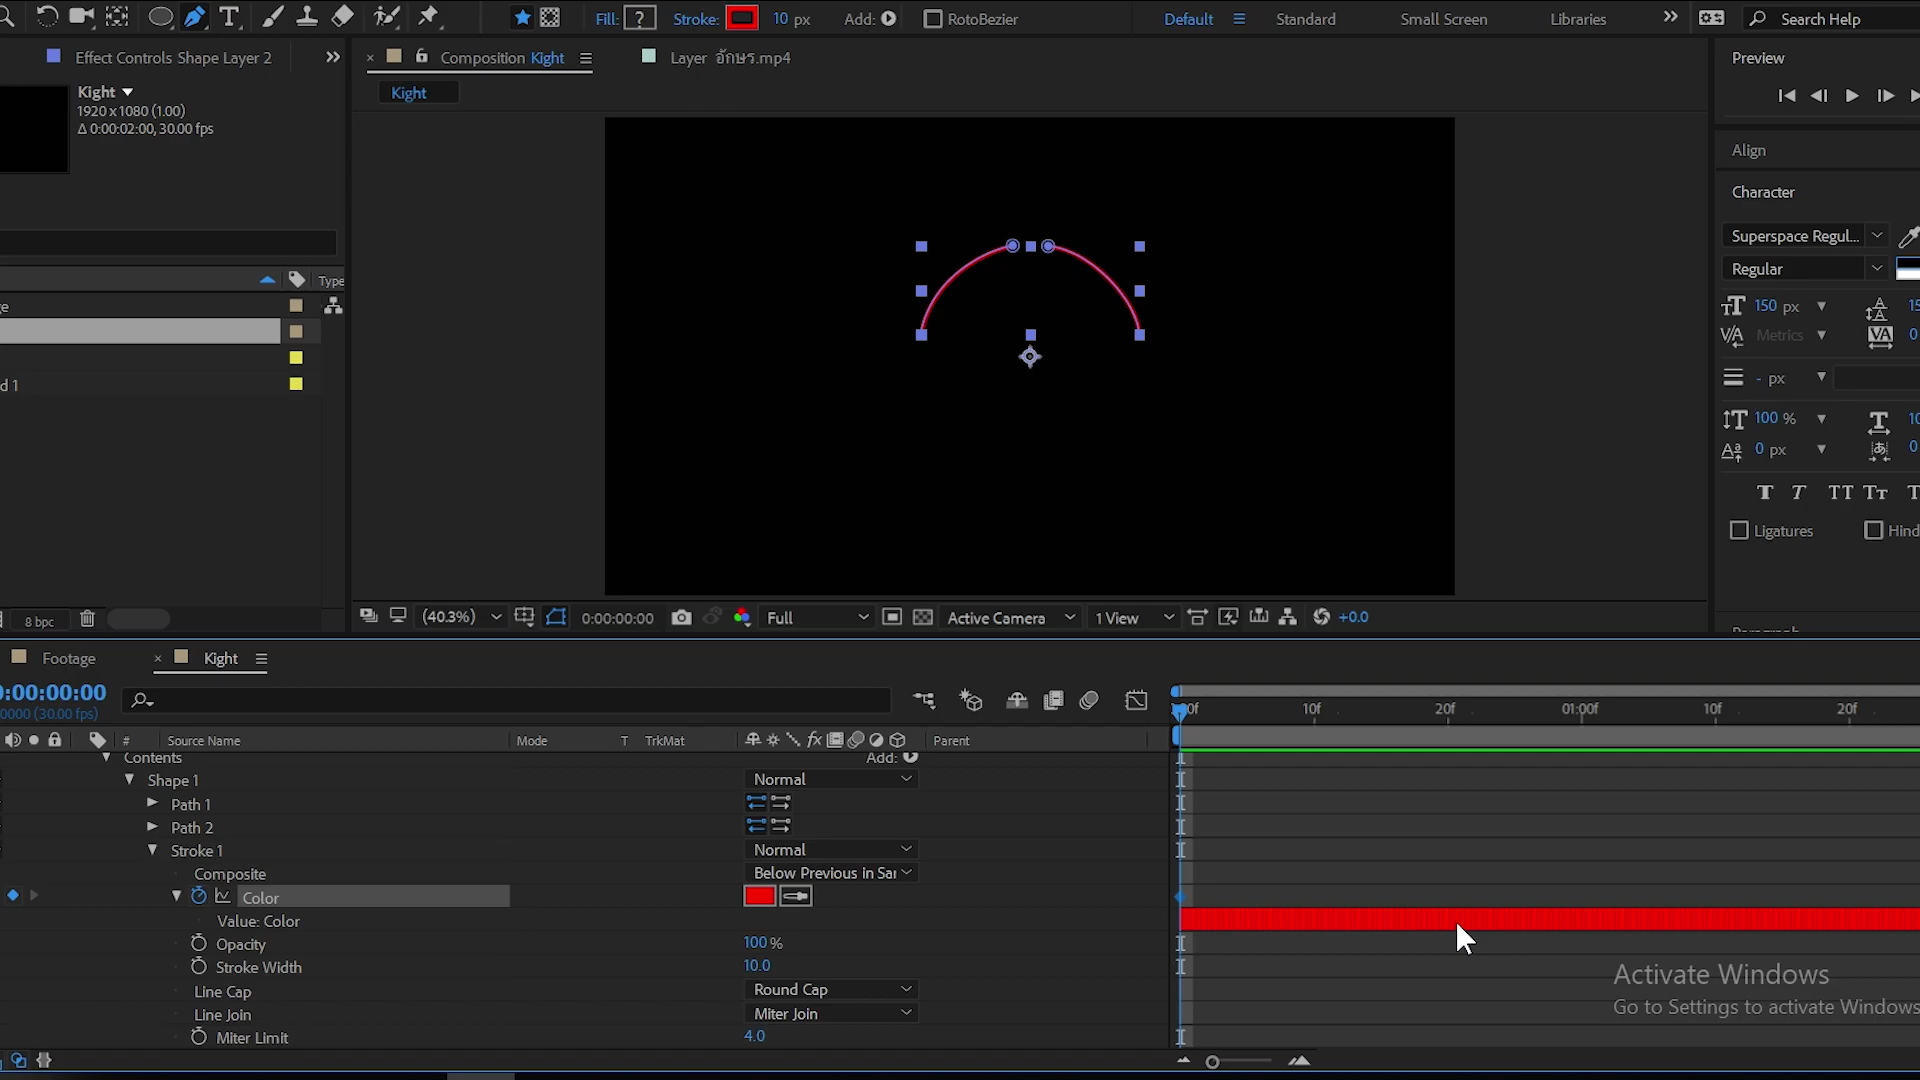 Fill: ? Stroke: 10 px Add: RotoBezier Default Standard Small Screen Libraries Search Help
Effect Controls Shape Layer 2
Composition Kight
Layer อักษร.mp4
Preview
Kight
1920 x 1080 (1.00)
Δ 0:00:02:00, 30.00 fps
Kight
Align
Character
Superspace Regul...
Regular
Type
150 px
Metrics
- px
100 %
0 px
T T TT Tt
Ligatures
d 1
8 bpc
(40.3%) 0:00:00:00 Full Active Camera 1 View +0.0
Footage Kight
:00:00:00
0000 (30.00 fps)
10f 20f 01:00f 10f 20f
# Source Name Mode T TrkMat fx Parent
Contents Add:
Shape 1 Normal
Path 1
Path 2
Stroke 1 Normal
Composite Below Previous in Sar
Color
Value: Color
Opacity 100 %
Stroke Width 10.0
Line Cap Round Cap
Line Join Miter Join
Miter Limit 4.0
Activate Windows
Go to Settings to activate Windows